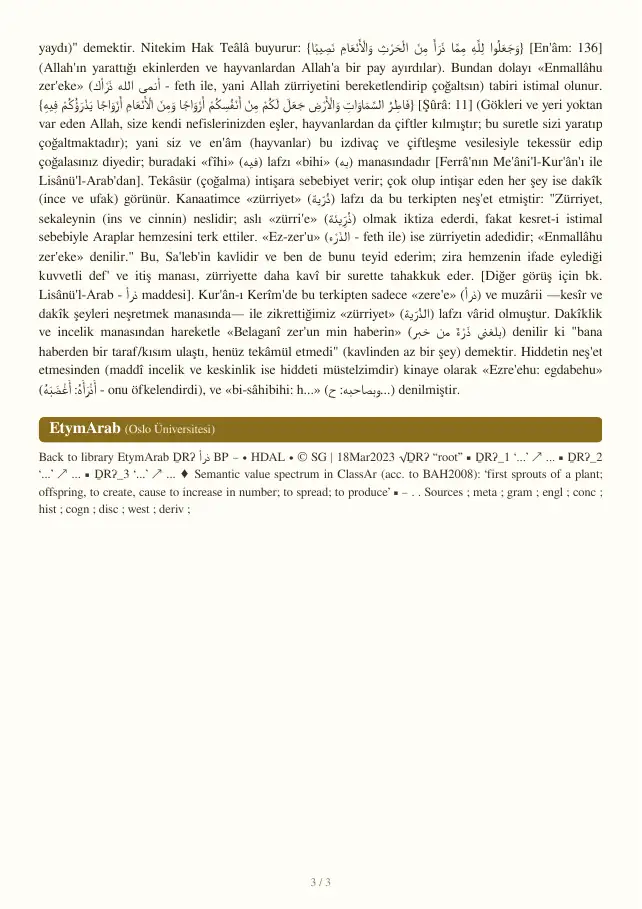 yaydı)" demektir. Nitekim Hak Teâlâ buyurur: {وَجَعَلُوا لِلَّهِ مِمَّا ذَرَأَ مِنَ الْحَرْثِ وَالْأَنْعَامِ نَصِيبًا} [En'âm: 136]
(Allah'ın yarattığı ekinlerden ve hayvanlardan Allah'a bir pay ayırdılar). Bundan dolayı «Enmallâhu
zer'eke» (أنمى الله ذَرْأك - feth ile, yani Allah zürriyetini bereketlendirip çoğaltsın) tabiri istimal olunur.
{فَاطِرُ السَّمَاوَاتِ وَالْأَرْضِ جَعَلَ لَكُمْ مِنْ أَنْفُسِكُمْ أَزْوَاجًا وَمِنَ الْأَنْعَامِ أَزْوَاجًا يَذْرَؤُكُمْ فِيهِ} [Şûrâ: 11] (Gökleri ve yeri yoktan
var eden Allah, size kendi nefislerinizden eşler, hayvanlardan da çiftler kılmıştır; bu suretle sizi yaratıp
çoğaltmaktadır); yani siz ve en'âm (hayvanlar) bu izdivaç ve çiftleşme vesilesiyle tekessür edip
çoğalasınız diyedir; buradaki «fîhi» (فيه) lafzı «bihi» (به) manasındadır [Ferrâ'nın Me'âni'l-Kur'ân'ı ile
Lisânü'l-Arab'dan]. Tekâsür (çoğalma) intişara sebebiyet verir; çok olup intişar eden her şey ise dakîk
(ince ve ufak) görünür. Kanaatimce «zürriyet» (ذُرِّية) lafzı da bu terkipten neş'et etmiştir: "Zürriyet,
sekaleynin (ins ve cinnin) neslidir; aslı «zürri'e» (ذُرِّيئة) olmak iktiza ederdi, fakat kesret-i istimal
sebebiyle Araplar hemzesini terk ettiler. «Ez-zer'u» (الذَرْء - feth ile) ise zürriyetin adedidir; «Enmallâhu
zer'eke» denilir." Bu, Sa'leb'in kavlidir ve ben de bunu teyid ederim; zira hemzenin ifade eylediği
kuvvetli def' ve itiş manası, zürriyette daha kavî bir surette tahakkuk eder. [Diğer görüş için bk.
Lisânü'l-Arab - ذرأ maddesi]. Kur'ân-ı Kerîm'de bu terkipten sadece «zere'e» (ذرأ) ve muzârii —kesîr ve
dakîk şeyleri neşretmek manasında— ile zikrettiğimiz «zürriyet» (الذُّرِّية) lafzı vârid olmuştur. Dakîklik
ve incelik manasından hareketle «Belaganî zer'un min haberin» (بلغني ذَرْءٌ من خبر) denilir ki "bana
haberden bir taraf/kısım ulaştı, henüz tekâmül etmedi" (kavlinden az bir şey) demektir. Hiddetin neş'et
etmesinden (maddî incelik ve keskinlik ise hiddeti müstelzimdir) kinaye olarak «Ezre'ehu: egdabehu»
(أَذْرَأَهُ: أَغْضَبَهُ - onu öfkelendirdi), ve «bi-sâhibihi: h...» (وبصاحبه: ح...) denilmiştir.
EtymArab (Oslo Üniversitesi)
Back to library EtymArab ḎRʔ ذرأ BP – • HDAL • © SG | 18Mar2023 √ḎRʔ “root” ▪ ḎRʔ_1 ‘...’ ↗ ... ▪ ḎRʔ_2
‘...’ ↗ ... ▪ ḎRʔ_3 ‘...’ ↗ ... ♦ Semantic value spectrum in ClassAr (acc. to BAH2008): ‘first sprouts of a plant;
offspring, to create, cause to increase in number; to spread; to produce’ ▪ – . . Sources ; meta ; gram ; engl ; conc ;
hist ; cogn ; disc ; west ; deriv ;
3 / 3